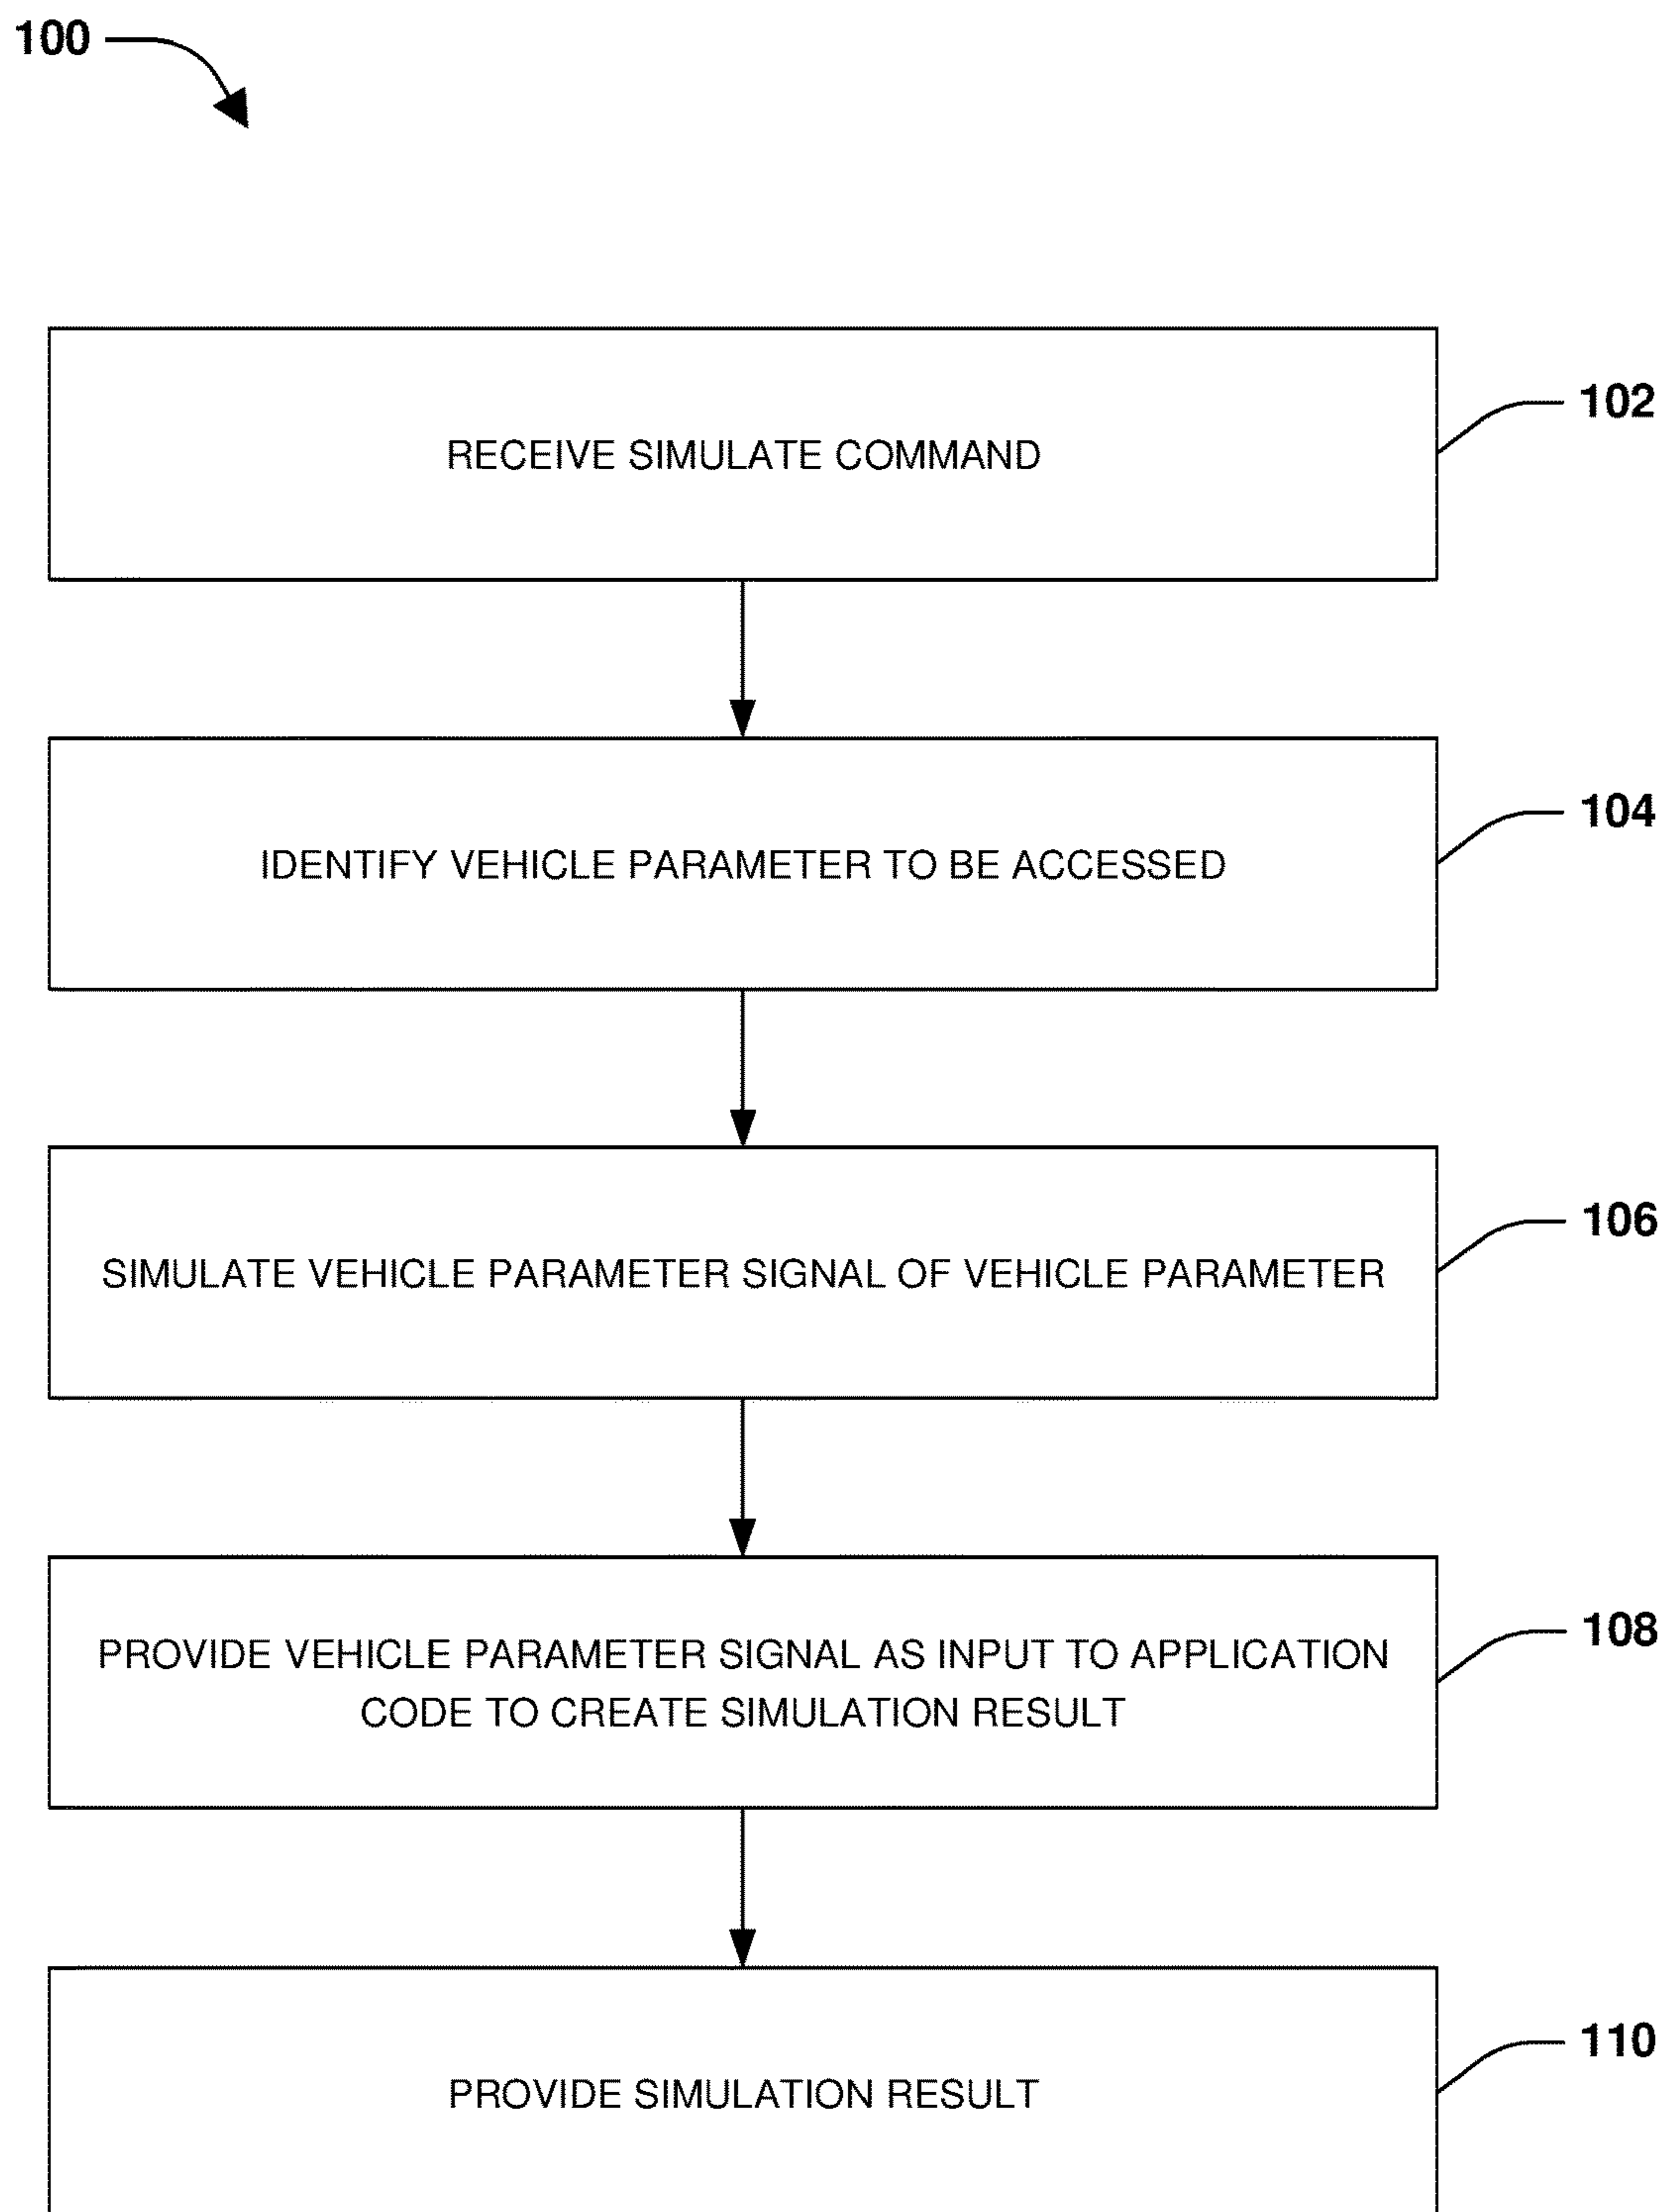 100
RECEIVE SIMULATE COMMAND
102
IDENTIFY VEHICLE PARAMETER TO BE ACCESSED
104
SIMULATE VEHICLE PARAMETER SIGNAL OF VEHICLE PARAMETER
106
PROVIDE VEHICLE PARAMETER SIGNAL AS INPUT TO APPLICATION
CODE TO CREATE SIMULATION RESULT
108
PROVIDE SIMULATION RESULT
110